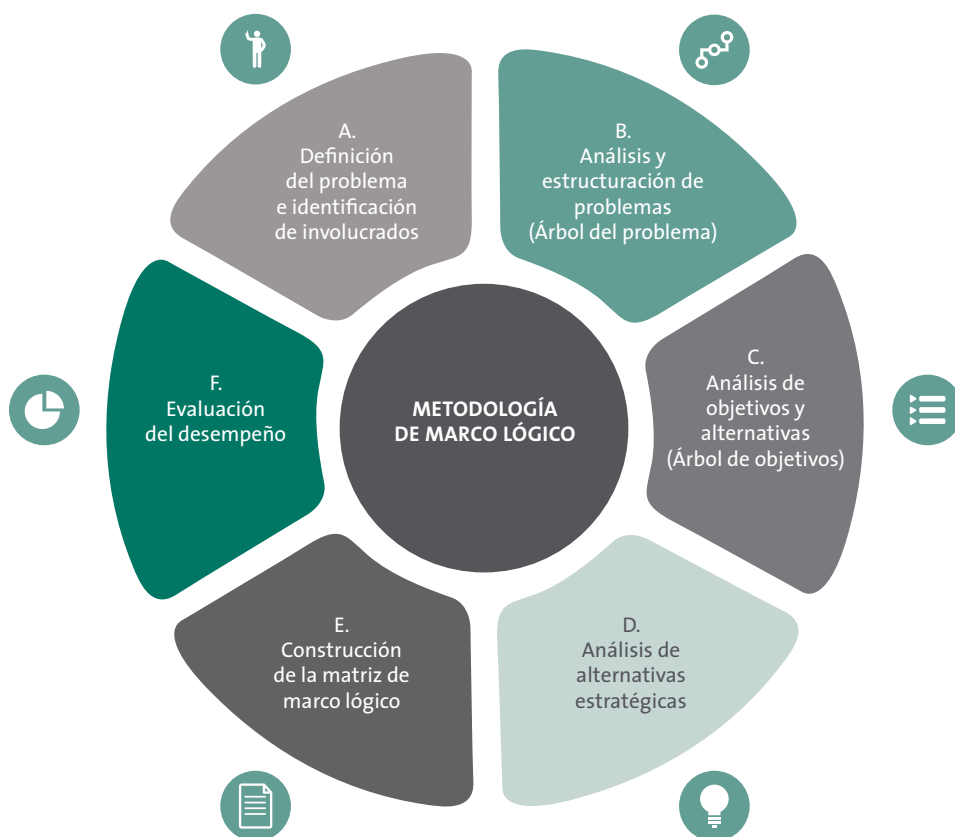 A.
Definición
del problema
e identificación
de involucrados
B.
Análisis y
estructuración de
problemas
(Árbol del problema)
C.
Análisis de
objetivos y
alternativas
(Árbol de objetivos)
D.
Análisis de
alternativas
estratégicas
E.
Construcción
de la matriz de
marco lógico
F.
Evaluación
del desempeño
METODOLOGÍA
DE MARCO LÓGICO